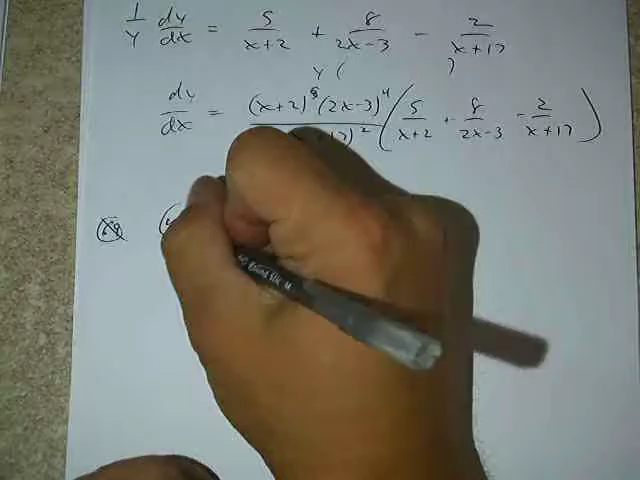 1/y dy/dx = 5/(x+2) + 8/(2x-3) - 2/(x+17)
y ( )
dy/dx = (x+2)^5 (2x-3)^4 / 17)^2 ( 5/(x+2) + 8/(2x-3) - 2/(x+17) )